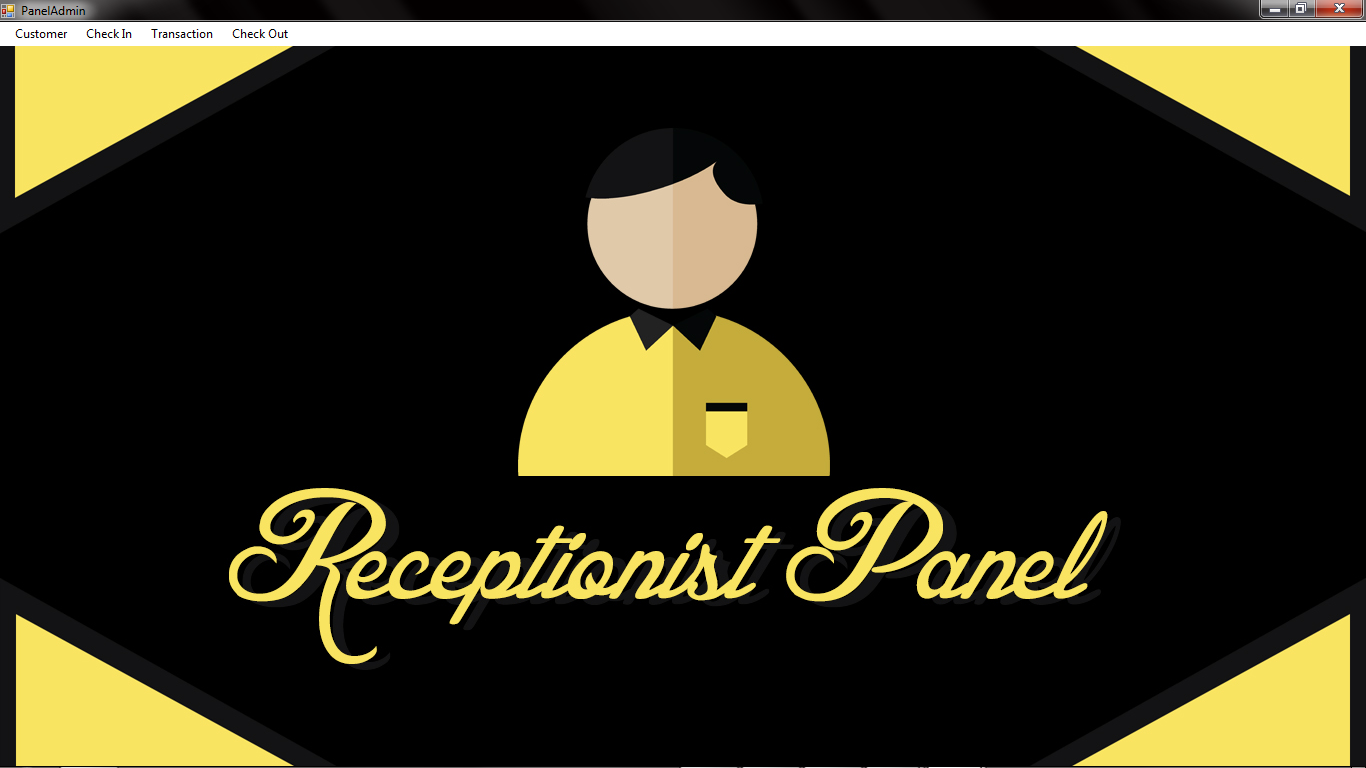 PanelAdmin
Customer Check In Transaction Check Out
Receptionist Panel